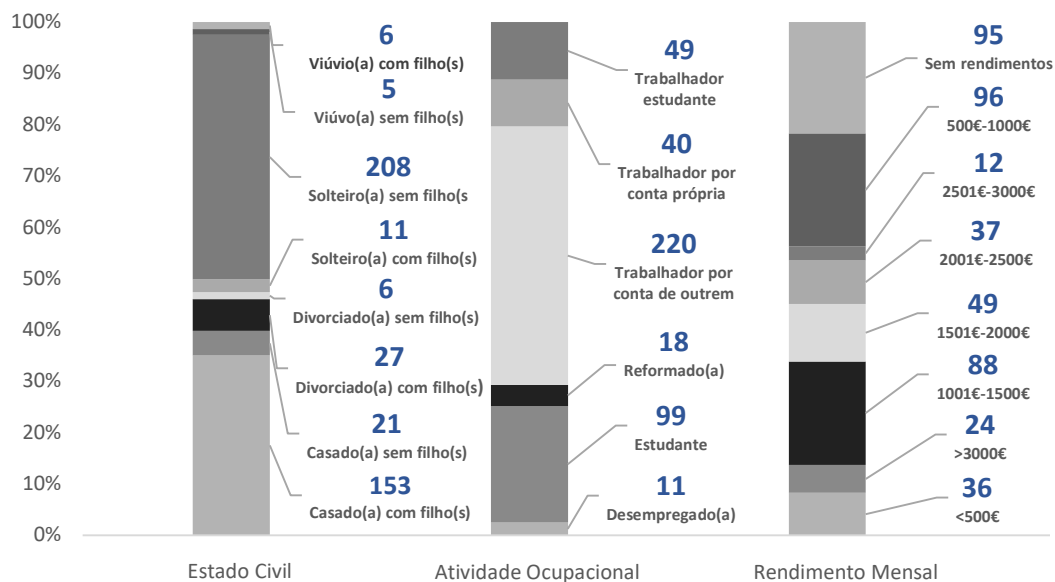 100%
90%
80%
70%
60%
50%
40%
30%
20%
10%
0%
6
Viúvio(a) com filho(s)
5
Viúvo(a) sem filho(s)
208
Solteiro(a) sem filho(s
11
Solteiro(a) com filho(s)
6
Divorciado(a) sem filho(s)
27
Divorciado(a) com filho(s)
21
Casado(a) sem filho(s)
153
Casado(a) com filho(s)
Estado Civil
49
Trabalhador
estudante
40
Trabalhador por
conta própria
220
Trabalhador por
conta de outrem
18
Reformado(a)
99
Estudante
11
Desempregado(a)
Atividade Ocupacional
95
Sem rendimentos
96
500€-1000€
12
2501€-3000€
37
2001€-2500€
49
1501€-2000€
88
1001€-1500€
24
>3000€
36
<500€
Rendimento Mensal